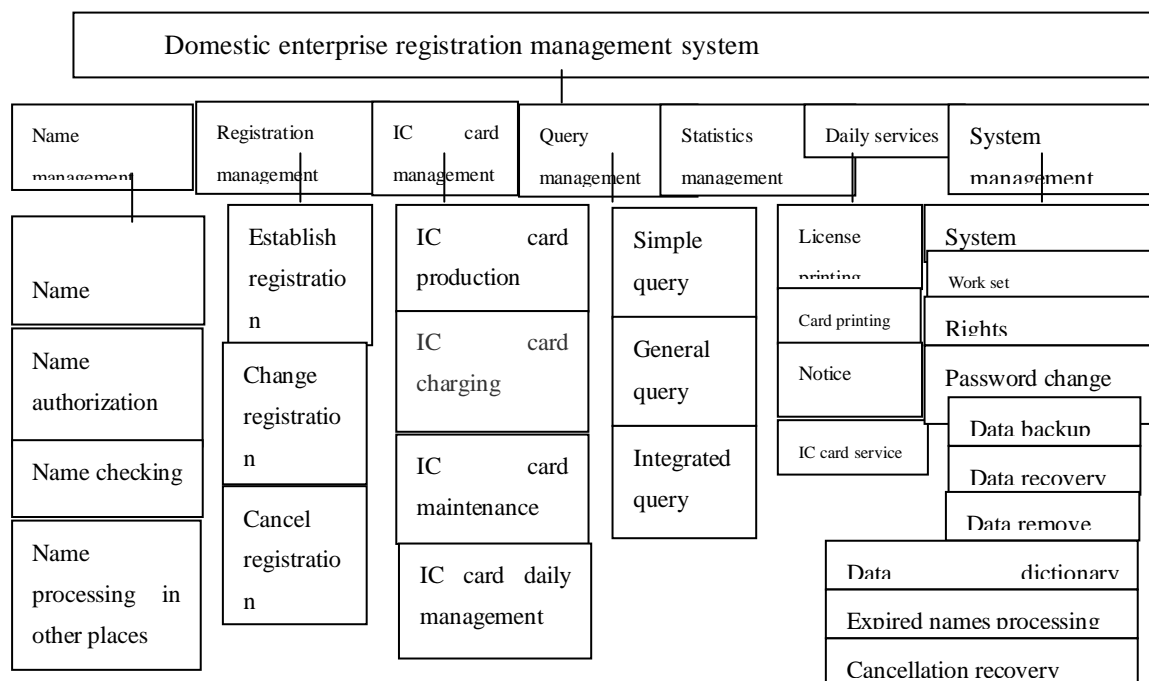 Domestic enterprise registration management system
Name
management
Registration
management
IC card
management
Query
management
Statistics
management
Daily services
System
management
Name
Name
authorization
Name checking
Name
processing in
other places
Establish
registratio
n
Change
registratio
n
Cancel
registratio
n
IC card
production
IC card
charging
IC card
maintenance
IC card daily
management
Simple
query
General
query
Integrated
query
License
printing
Card printing
Notice
IC card service
System
Work set
Rights
Password change
Data backup
Data recovery
Data remove
Data dictionary
Expired names processing
Cancellation recovery